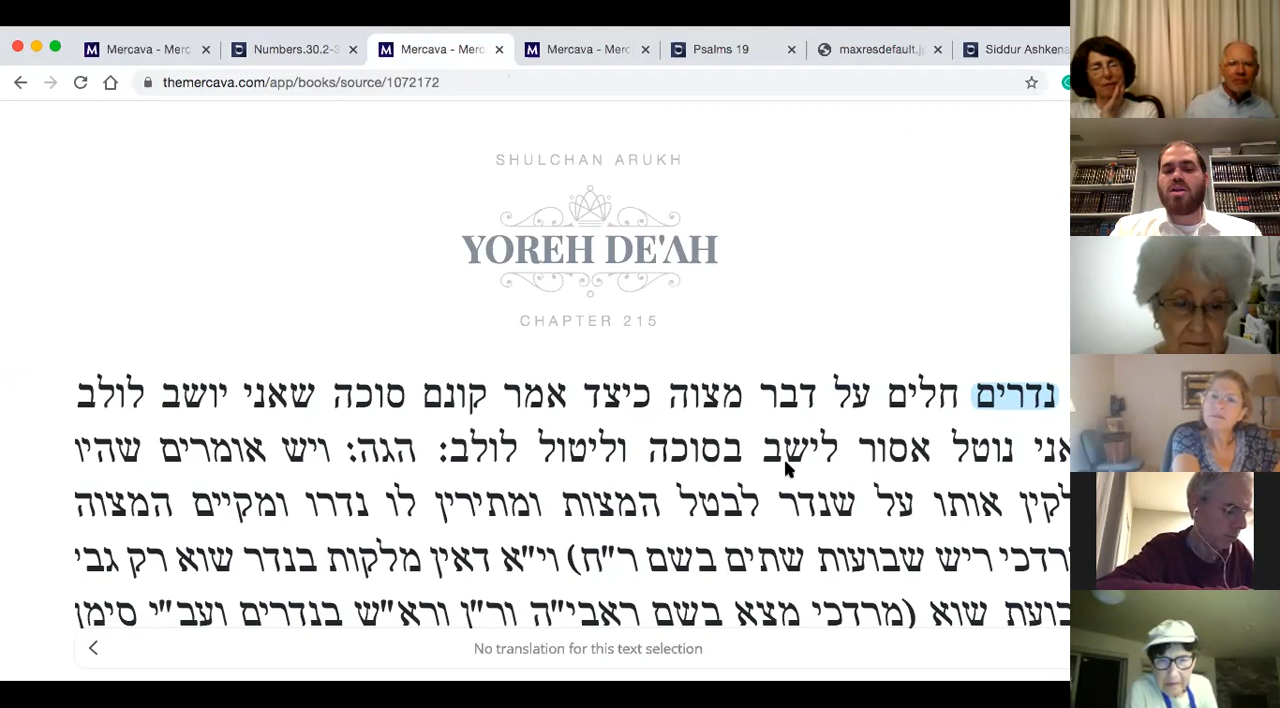 Mercava - Merc
Numbers.30.2-3
Mercava - Merc
Mercava - Merc
Psalms 19
maxresdefault.j
Siddur Ashkena
themercava.com/app/books/source/1072172
SHULCHAN ARUKH
YOREH DE'AH
CHAPTER 215
נדרים חלים על דבר מצוה כיצד אמר קונם סוכה שאני יושב לולב
נוטל אסור לישב בסוכה וליטול לולב: הגה: ויש אומרים שהיו
אותו על שנדר לבטל המצות ומתירין לו נדרו ומקיים המצוה
ריש שבועות שתים בשם ר"ח) וי"א דאין מלקות בנדר שוא רק גבי
שוא (מרדכי מצא בשם ראבי"ה ור"ן ורא"ש בנדרים ועב"י סימן
No translation for this text selection